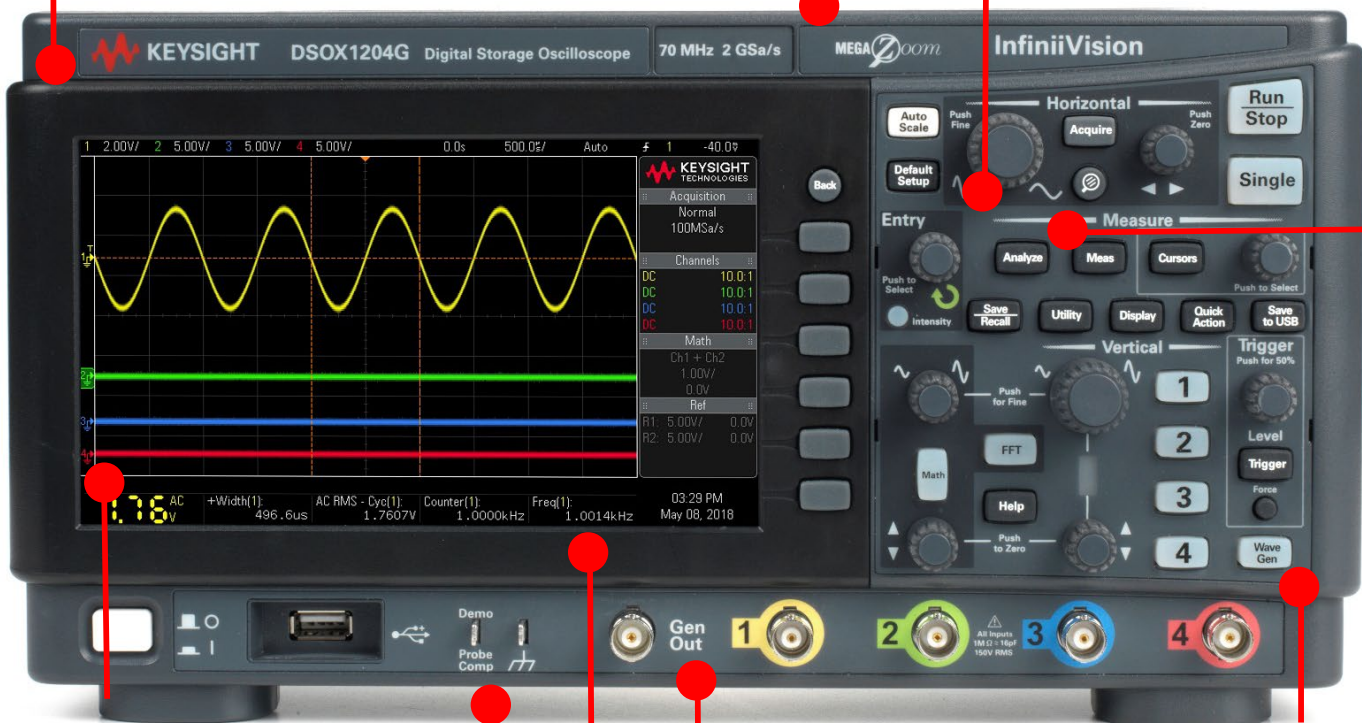 KEYSIGHT DSOX1204G Digital Storage Oscilloscope 70 MHz 2 GSa/s MEGA Zoom InfiniiVision
1 2.00V/ 2 5.00V/ 3 5.00V/ 4 5.00V/ 0.0s 500.0%/ Auto 1 -40.0V
KEYSIGHT
TECHNOLOGIES
Acquisition
Normal
100MSa/s
Channels
DC 10.0:1
DC 10.0:1
DC 10.0:1
DC 10.0:1
Math
Ch1 + Ch2
1.00V/
0.0V
Ref
R1: 5.00V/ 0.0V
R2: 5.00V/ 0.0V
T
1
2
3
4
1.76 AC V
+Width(1): 496.6us
AC RMS - Cyc(1): 1.7607V
Counter(1): 1.0000kHz
Freq(1): 1.0014kHz
03:29 PM
May 08, 2018
Back
Auto
Scale
Default
Setup
Horizontal
Push
Fine
Acquire
Push
Zero
Run
Stop
Single
Entry
Push to
Select
Intensity
Measure
Analyze
Meas
Cursors
Push to Select
Save
Recall
Utility
Display
Quick
Action
Save
to USB
Vertical
Push
for Fine
FFT
Math
Help
Push
to Zero
1
2
3
4
Trigger
Push for 50%
Level
Trigger
Force
Wave
Gen
Demo
Probe
Comp
Gen
Out
1
2
All Inputs
1M Ω ≈ 16pF
150V RMS
3
4